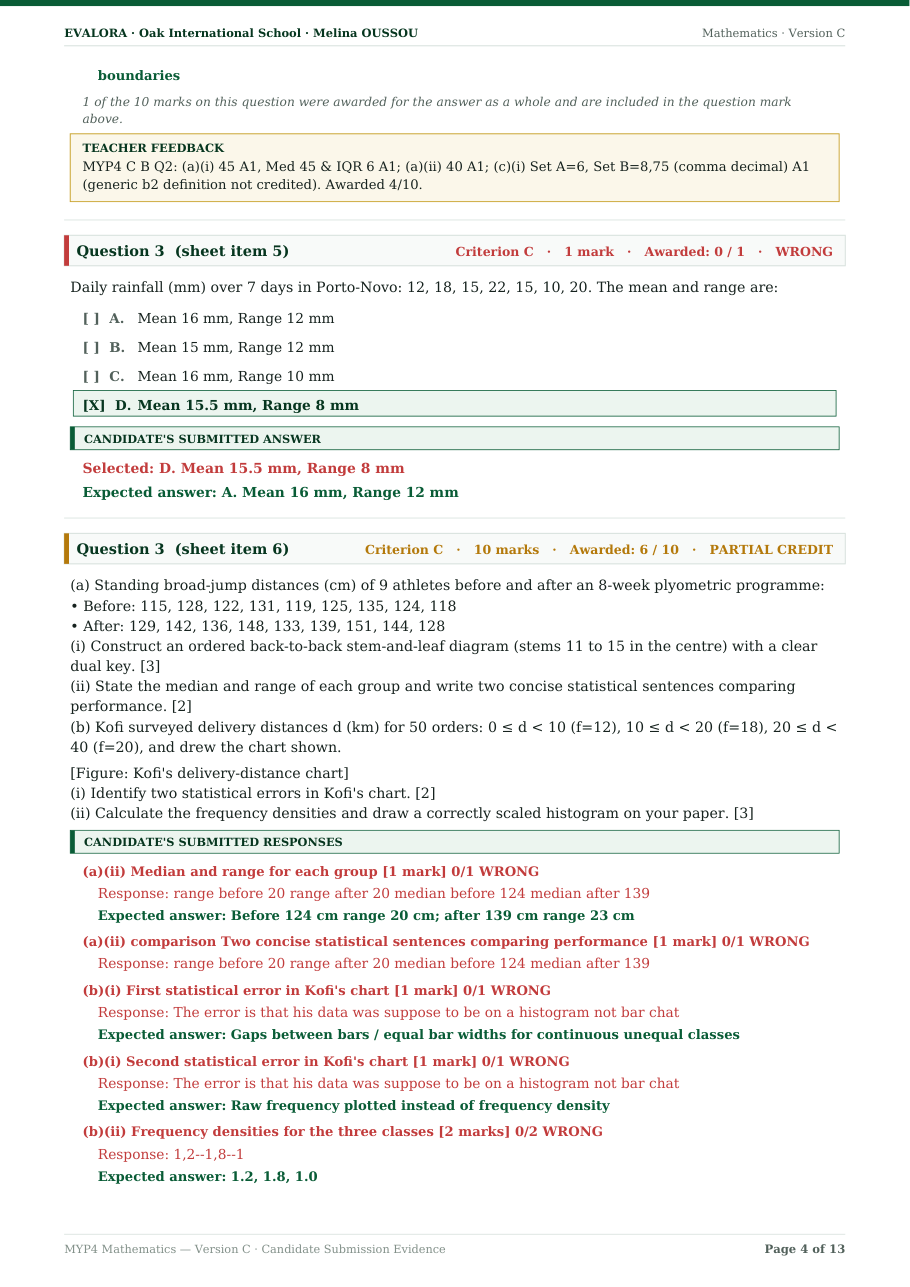 EVALORA · Oak International School · Melina OUSSOU
Mathematics · Version C
boundaries
1 of the 10 marks on this question were awarded for the answer as a whole and are included in the question mark
above.
TEACHER FEEDBACK
MYP4 C B Q2: (a)(i) 45 A1, Med 45 & IQR 6 A1; (a)(ii) 40 A1; (c)(i) Set A=6, Set B=8,75 (comma decimal) A1
(generic b2 definition not credited). Awarded 4/10.
Question 3 (sheet item 5)
Criterion C · 1 mark · Awarded: 0 / 1 · WRONG
Daily rainfall (mm) over 7 days in Porto-Novo: 12, 18, 15, 22, 15, 10, 20. The mean and range are:
[ ] A. Mean 16 mm, Range 12 mm
[ ] B. Mean 15 mm, Range 12 mm
[ ] C. Mean 16 mm, Range 10 mm
[X] D. Mean 15.5 mm, Range 8 mm
CANDIDATE'S SUBMITTED ANSWER
Selected: D. Mean 15.5 mm, Range 8 mm
Expected answer: A. Mean 16 mm, Range 12 mm
Question 3 (sheet item 6)
Criterion C · 10 marks · Awarded: 6 / 10 · PARTIAL CREDIT
(a) Standing broad-jump distances (cm) of 9 athletes before and after an 8-week plyometric programme:
• Before: 115, 128, 122, 131, 119, 125, 135, 124, 118
• After: 129, 142, 136, 148, 133, 139, 151, 144, 128
(i) Construct an ordered back-to-back stem-and-leaf diagram (stems 11 to 15 in the centre) with a clear
dual key. [3]
(ii) State the median and range of each group and write two concise statistical sentences comparing
performance. [2]
(b) Kofi surveyed delivery distances d (km) for 50 orders: 0 ≤ d < 10 (f=12), 10 ≤ d < 20 (f=18), 20 ≤ d <
40 (f=20), and drew the chart shown.
[Figure: Kofi's delivery-distance chart]
(i) Identify two statistical errors in Kofi's chart. [2]
(ii) Calculate the frequency densities and draw a correctly scaled histogram on your paper. [3]
CANDIDATE'S SUBMITTED RESPONSES
(a)(ii) Median and range for each group [1 mark] 0/1 WRONG
Response: range before 20 range after 20 median before 124 median after 139
Expected answer: Before 124 cm range 20 cm; after 139 cm range 23 cm
(a)(ii) comparison Two concise statistical sentences comparing performance [1 mark] 0/1 WRONG
Response: range before 20 range after 20 median before 124 median after 139
(b)(i) First statistical error in Kofi's chart [1 mark] 0/1 WRONG
Response: The error is that his data was suppose to be on a histogram not bar chat
Expected answer: Gaps between bars / equal bar widths for continuous unequal classes
(b)(i) Second statistical error in Kofi's chart [1 mark] 0/1 WRONG
Response: The error is that his data was suppose to be on a histogram not bar chat
Expected answer: Raw frequency plotted instead of frequency density
(b)(ii) Frequency densities for the three classes [2 marks] 0/2 WRONG
Response: 1,2--1,8--1
Expected answer: 1.2, 1.8, 1.0
MYP4 Mathematics — Version C · Candidate Submission Evidence
Page 4 of 13